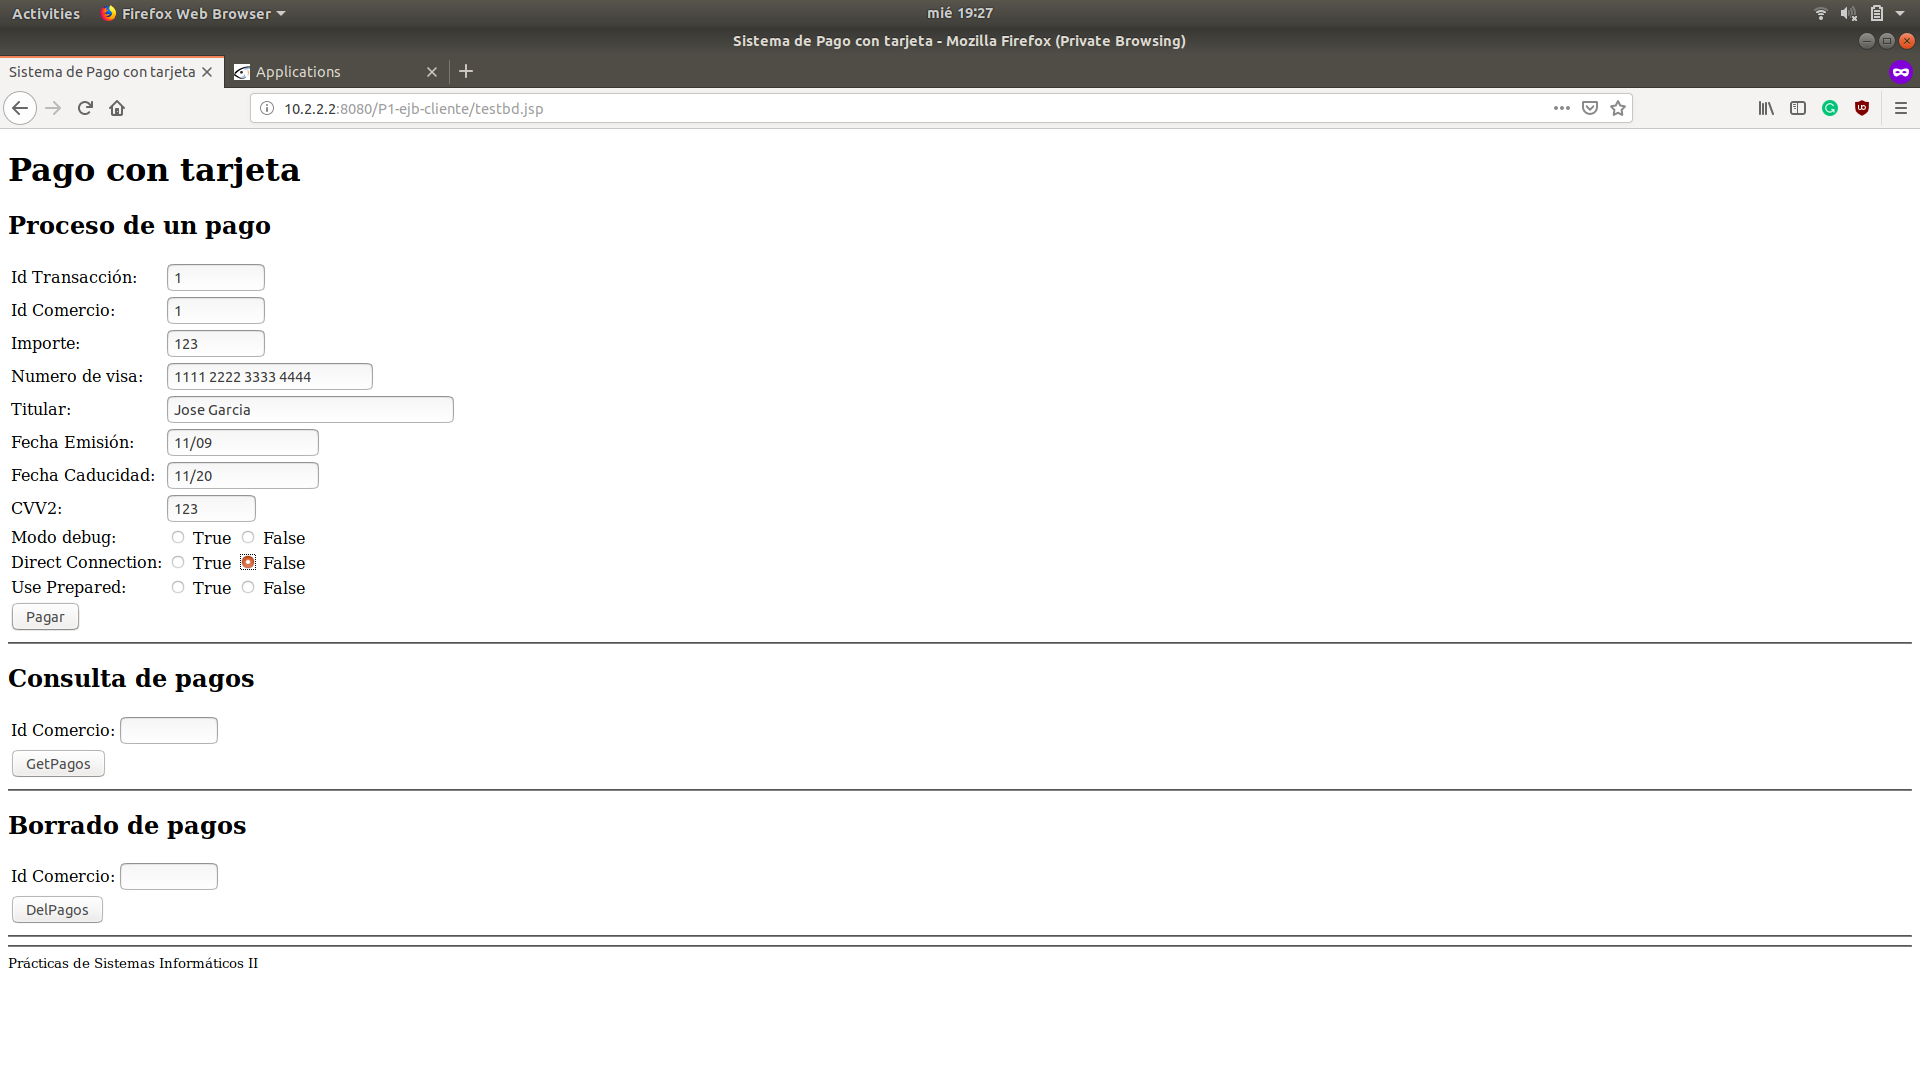 Activities Firefox Web Browser mié 19:27
Sistema de Pago con tarjeta - Mozilla Firefox (Private Browsing)
Sistema de Pago con tarjeta Applications
10.2.2.2:8080/P1-ejb-cliente/testbd.jsp
Pago con tarjeta
Proceso de un pago
Id Transacción: 1
Id Comercio: 1
Importe: 123
Numero de visa: 1111 2222 3333 4444
Titular: Jose Garcia
Fecha Emisión: 11/09
Fecha Caducidad: 11/20
CVV2: 123
Modo debug: True False
Direct Connection: True False
Use Prepared: True False
Pagar
Consulta de pagos
Id Comercio:
GetPagos
Borrado de pagos
Id Comercio:
DelPagos
Prácticas de Sistemas Informáticos II